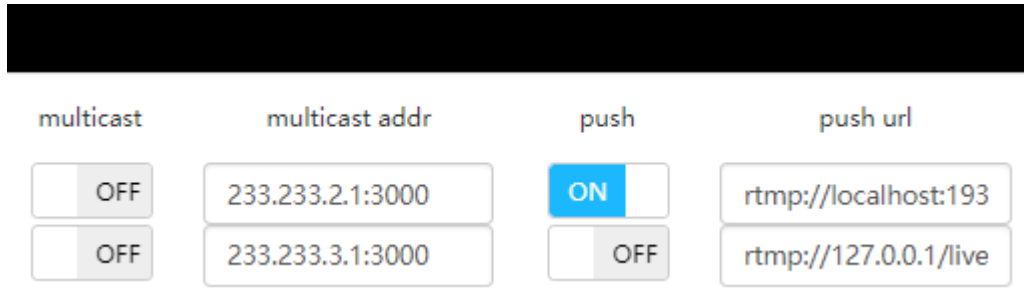 multicast multicast addr push push url
OFF 233.233.2.1:3000 ON rtmp://localhost:193
OFF 233.233.3.1:3000 OFF rtmp://127.0.0.1/live